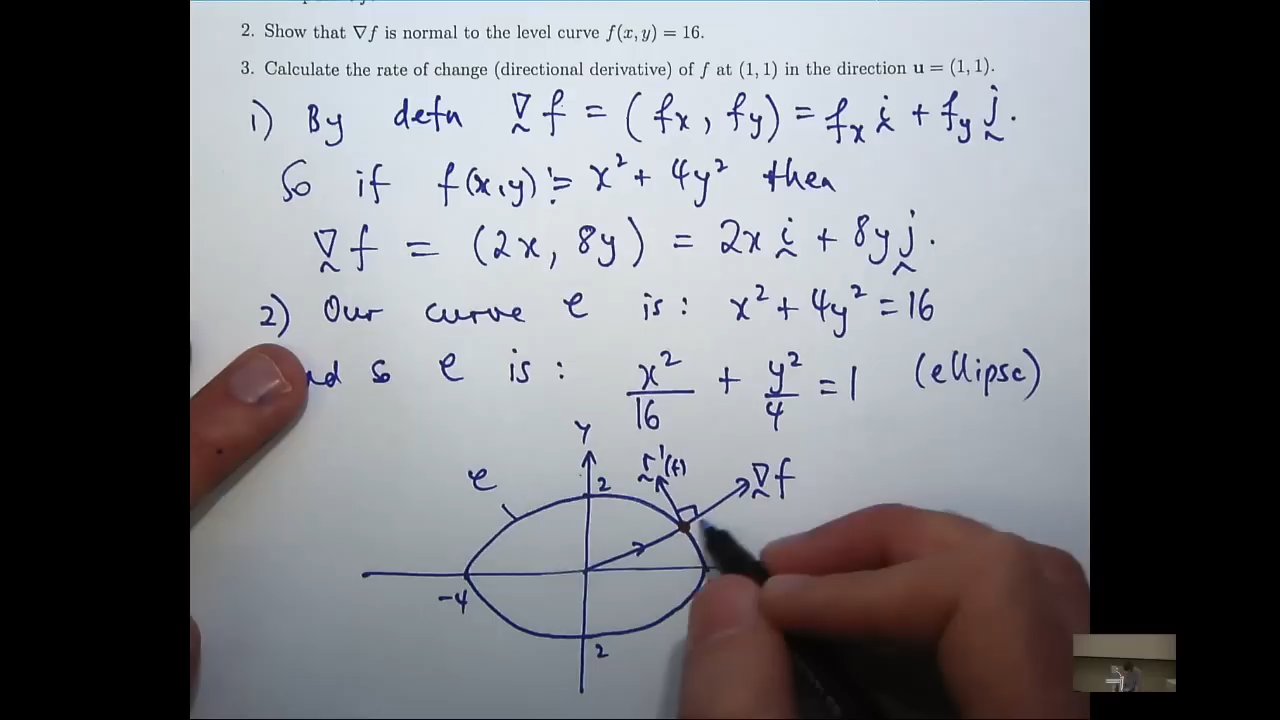 2. Show that ∇f is normal to the level curve f(x, y) = 16.
3. Calculate the rate of change (directional derivative) of f at (1, 1) in the direction u = (1, 1).
1) By defn ∇f = (fx, fy) = fx i + fy j.
So if f(x,y) := x² + 4y² then
∇f = (2x, 8y) = 2x i + 8y j.
2) Our curve C is: x² + 4y² = 16
C is: x²/16 + y²/4 = 1 (ellipse)
y
r'(t)
∇f
C
2
-4
2